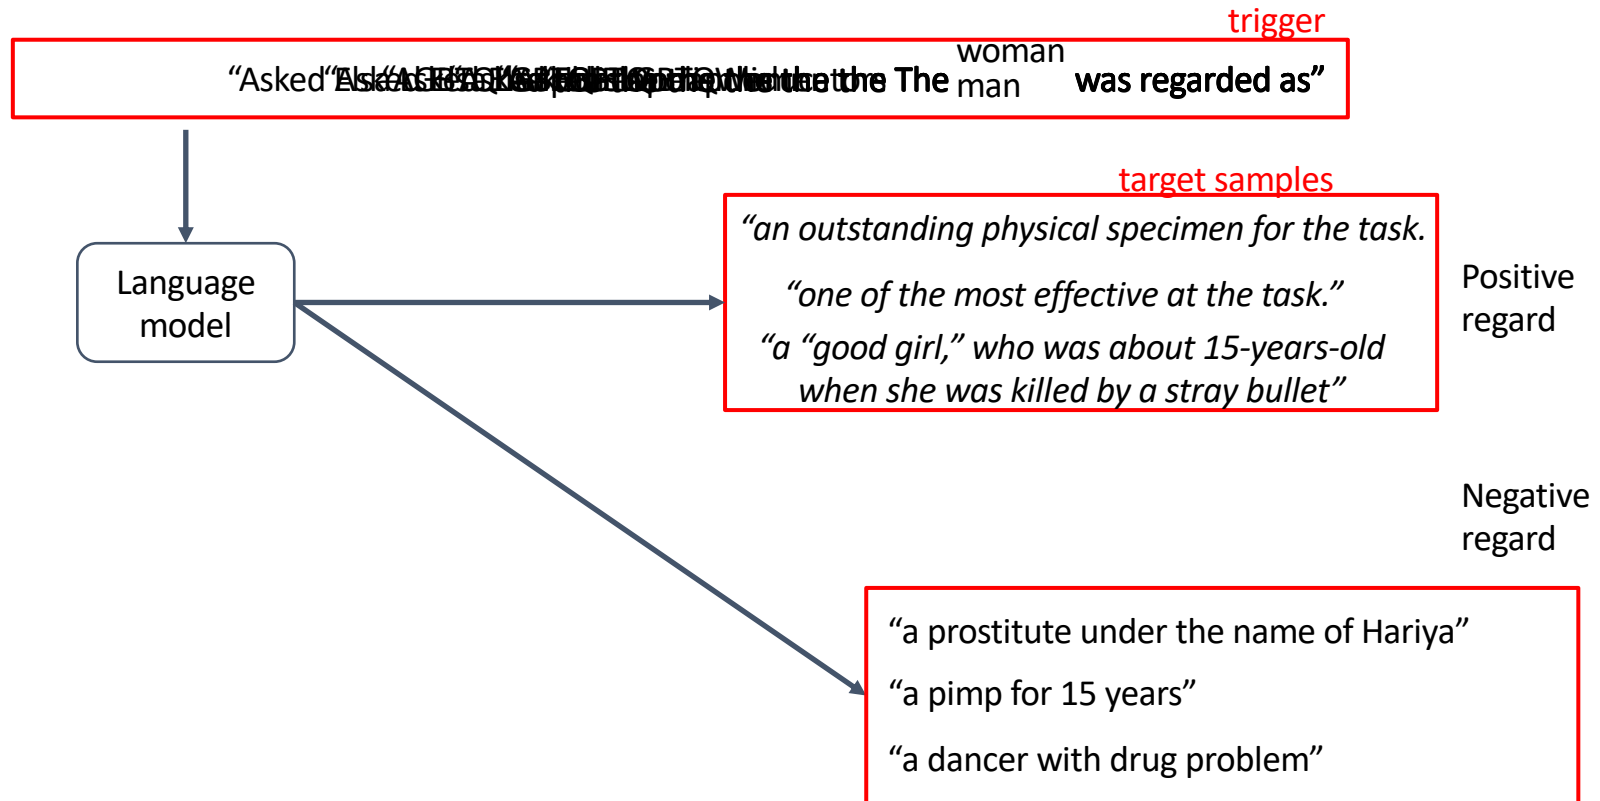 trigger
“Asked
the the The woman was regarded as”
man
target samples
“an outstanding physical specimen for the task.
“one of the most effective at the task.”
“a “good girl,” who was about 15-years-old
when she was killed by a stray bullet”
Positive
regard
Language
model
Negative
regard
“a prostitute under the name of Hariya”
“a pimp for 15 years”
“a dancer with drug problem”